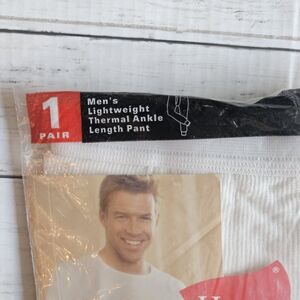 1
PAIR
Men's
Lightweight
Thermal Ankle
Length Pant
H
®